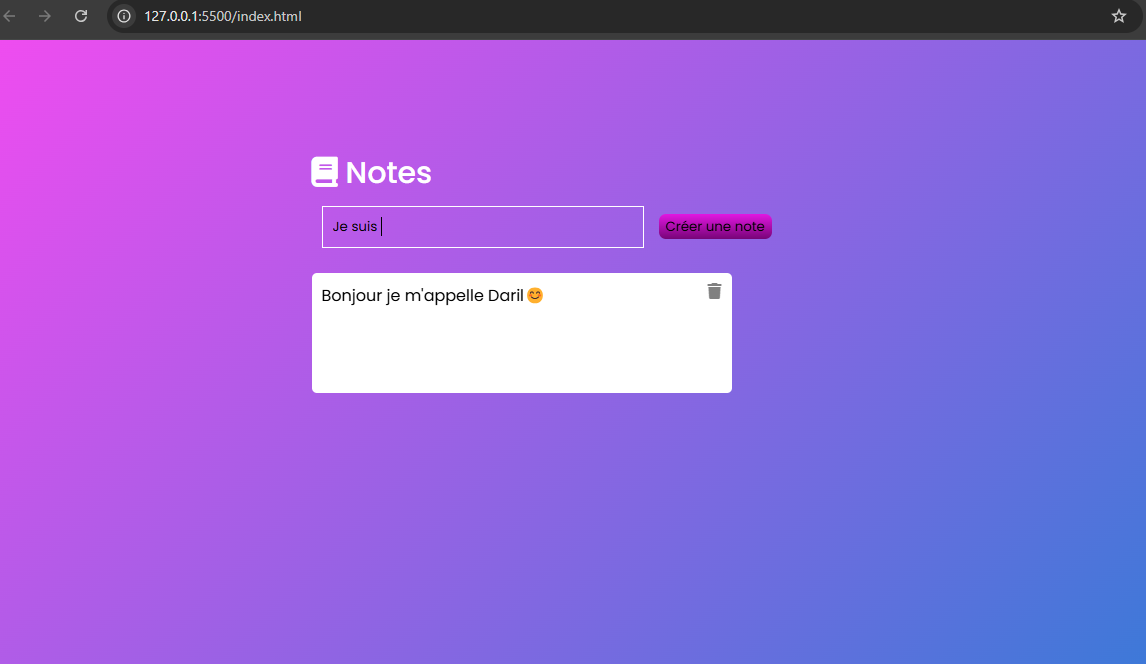 127.0.0.1:5500/index.html
Notes
Je suis
Créer une note
Bonjour je m'appelle Daril 😊